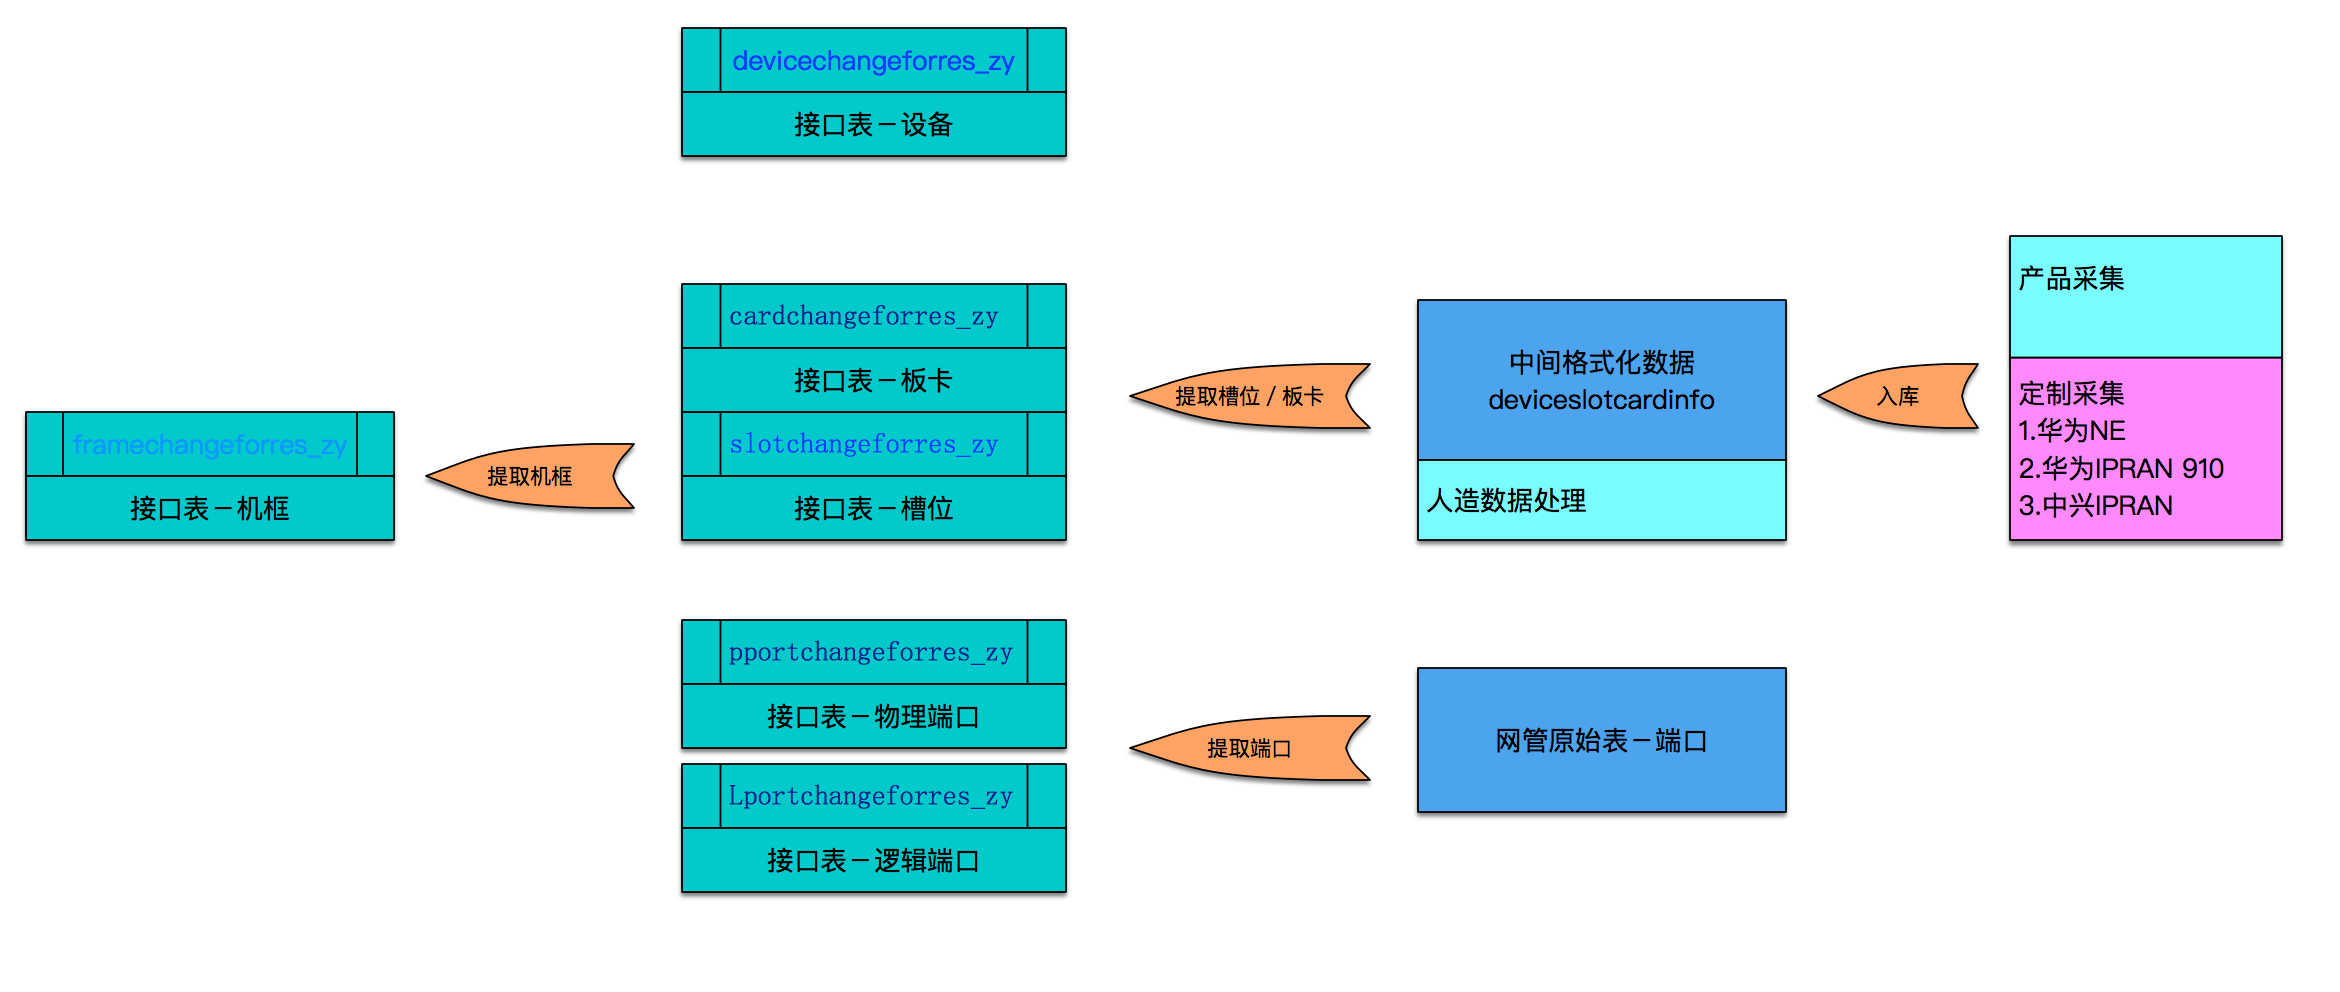 devicechangeforres_zy
接口表－设备
cardchangeforres_zy
接口表－板卡
slotchangeforres_zy
接口表－槽位
framechangeforres_zy
接口表－机框
提取机框
提取槽位 / 板卡
中间格式化数据
deviceslotcardinfo
人造数据处理
入库
产品采集
定制采集
1.华为NE
2.华为IPRAN 910
3.中兴IPRAN
pportchangeforres_zy
接口表－物理端口
Lportchangeforres_zy
接口表－逻辑端口
提取端口
网管原始表－端口